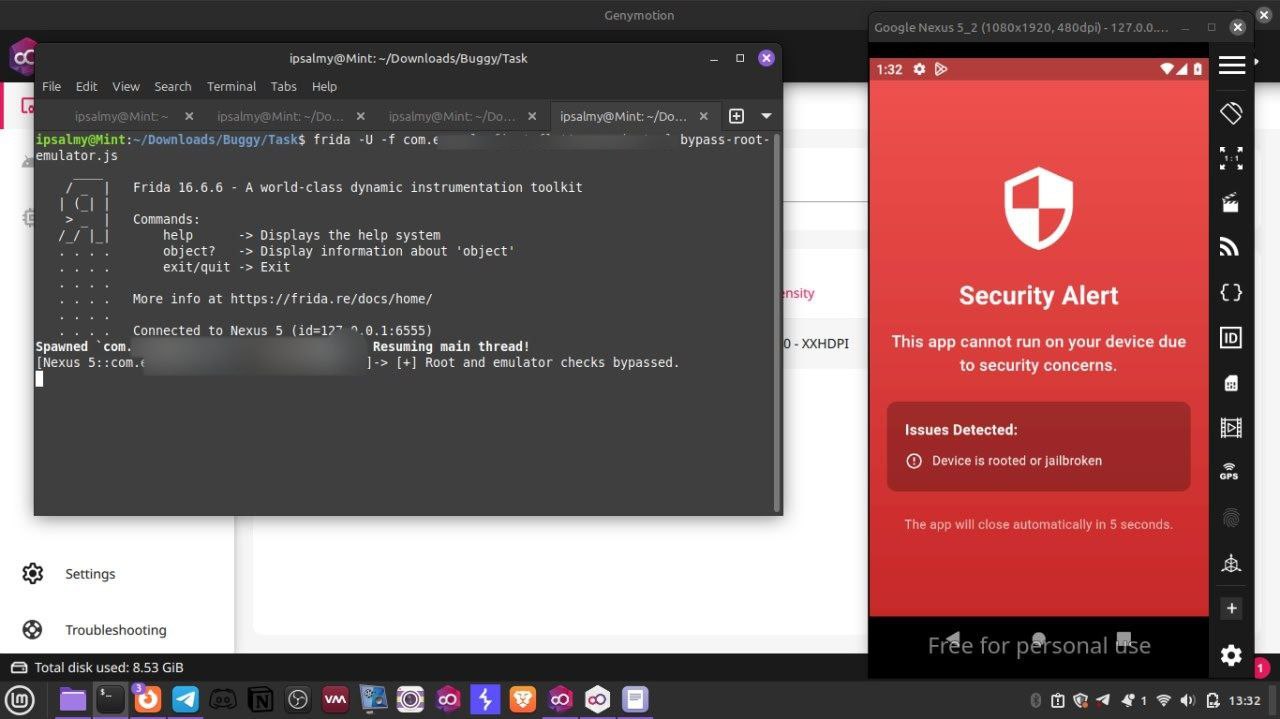 Genymotion
ipsalmy@Mint: ~/Downloads/Buggy/Task
File Edit View Search Terminal Tabs Help
ipsalmy@Mint: ~
ipsalmy@Mint: ~/Do...
ipsalmy@Mint: ~/Do...
ipsalmy@Mint: ~/Do...
ipsalmy@Mint:~/Downloads/Buggy/Task$ frida -U -f com.e bypass-root-
emulator.js
/ _ | Frida 16.6.6 - A world-class dynamic instrumentation toolkit
| (_| |
> _ | Commands:
/_/ |_| help -> Displays the help system
. . . . object? -> Display information about 'object'
. . . . exit/quit -> Exit
. . . .
. . . . More info at https://frida.re/docs/home/
. . . .
. . . . Connected to Nexus 5 (id=127.0.0.1:6555)
Spawned `com. Resuming main thread!
[Nexus 5::com.e ]-> [+] Root and emulator checks bypassed.
ensity
0 - XXHDPI
Settings
Troubleshooting
Total disk used: 8.53 GiB
Google Nexus 5_2 (1080x1920, 480dpi) - 127.0.0....
1:32
Security Alert
This app cannot run on your device due
to security concerns.
Issues Detected:
Device is rooted or jailbroken
The app will close automatically in 5 seconds.
Free for personal use
1:1
ID
GPS
1
3
1
13:32